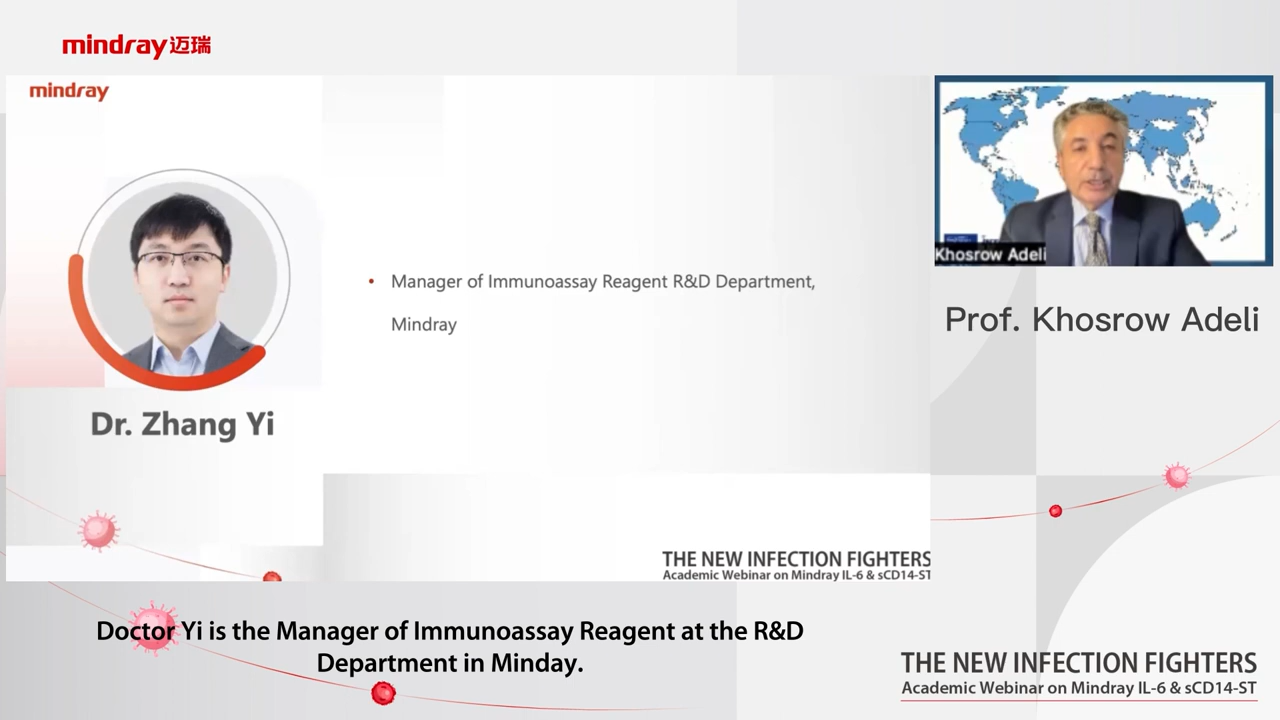 mindray迈瑞
mindray
Dr. Zhang Yi
• Manager of Immunoassay Reagent R&D Department,
Mindray
THE NEW INFECTION FIGHTERS
Academic Webinar on Mindray IL-6 & sCD14-ST
Khosrow Adeli
Prof. Khosrow Adeli
Doctor Yi is the Manager of Immunoassay Reagent at the R&D
Department in Minday.
THE NEW INFECTION FIGHTERS
Academic Webinar on Mindray IL-6 & sCD14-ST